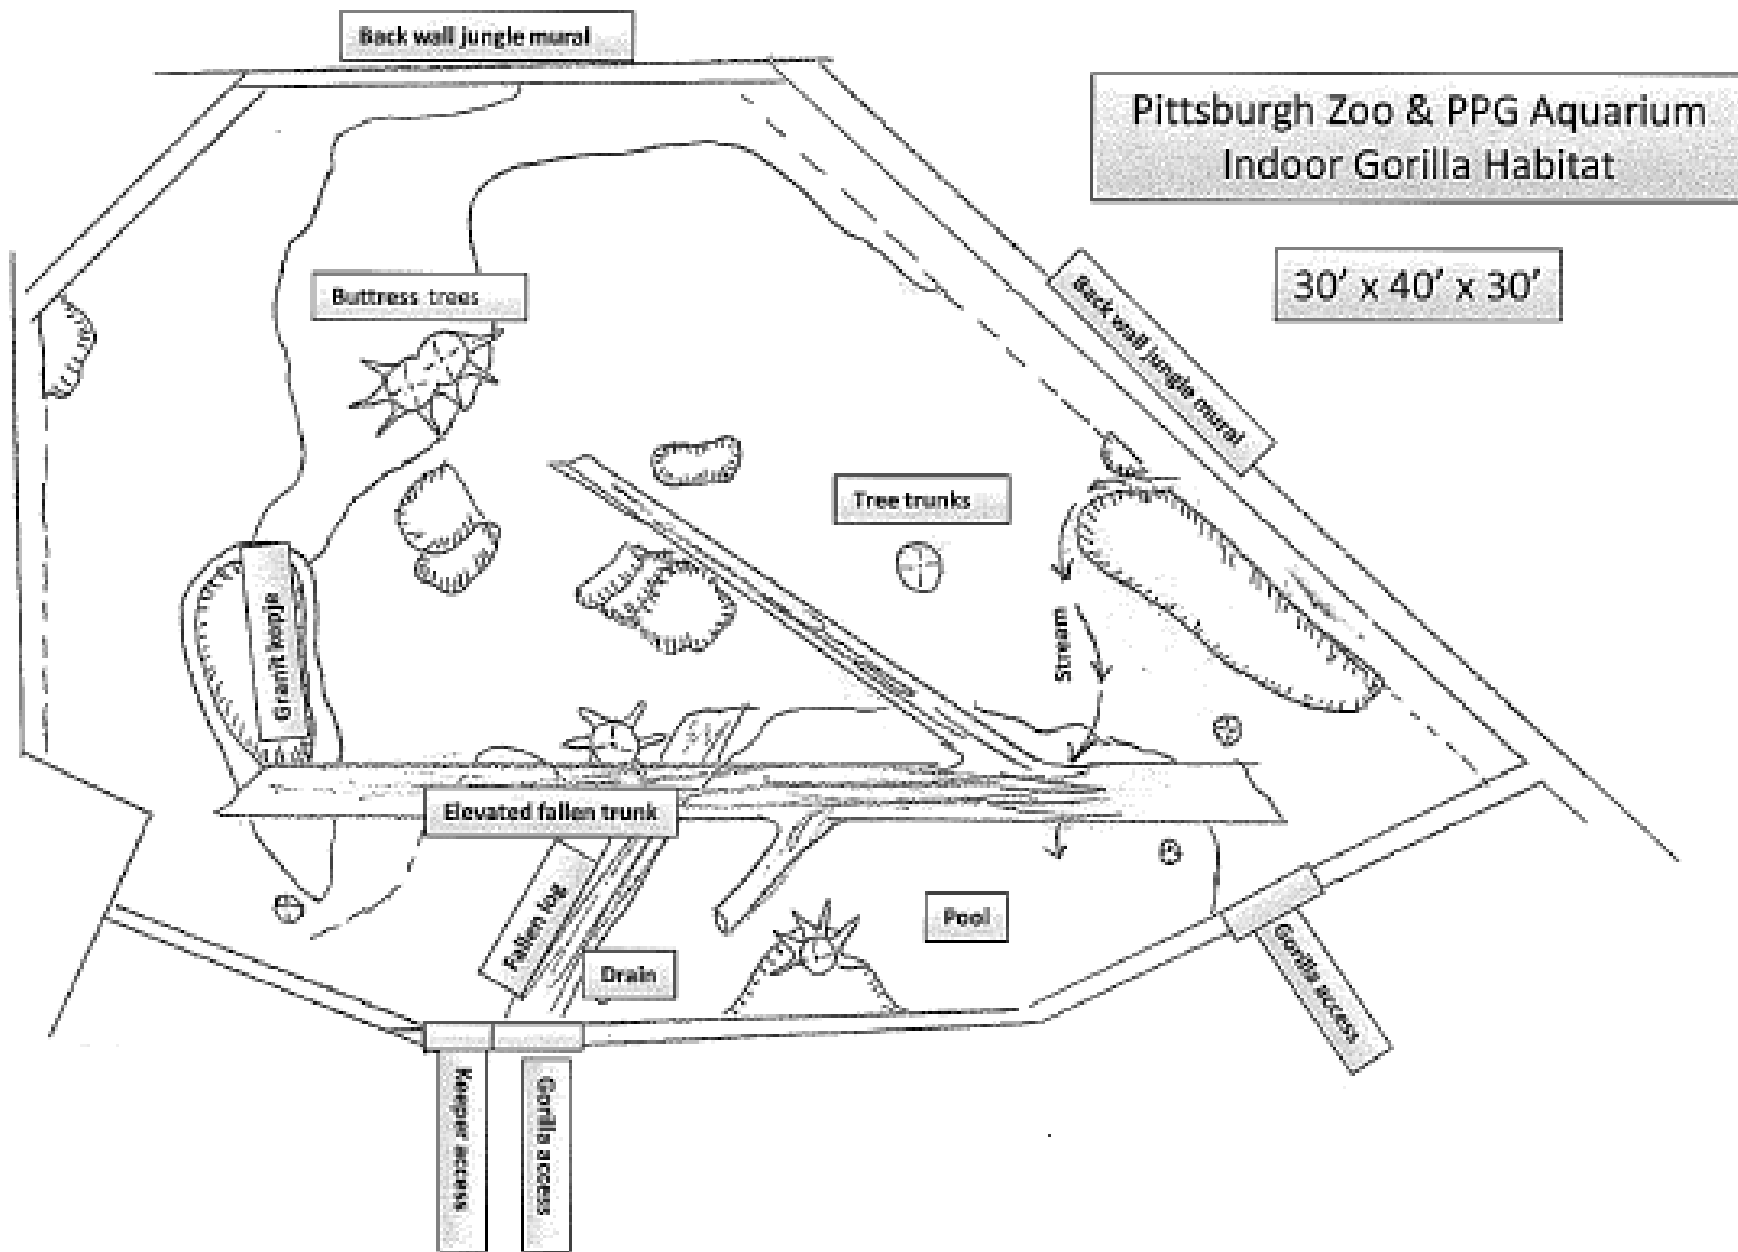 Back wall jungle mural
Pittsburgh Zoo & PPG Aquarium
Indoor Gorilla Habitat
30’ x 40’ x 30’
Buttress trees
Back wall jungle mural
Tree trunks
Granit kopje
Stream
Elevated fallen trunk
Fallen log
Drain
Pool
Gorilla access
Keeper access
Gorilla access